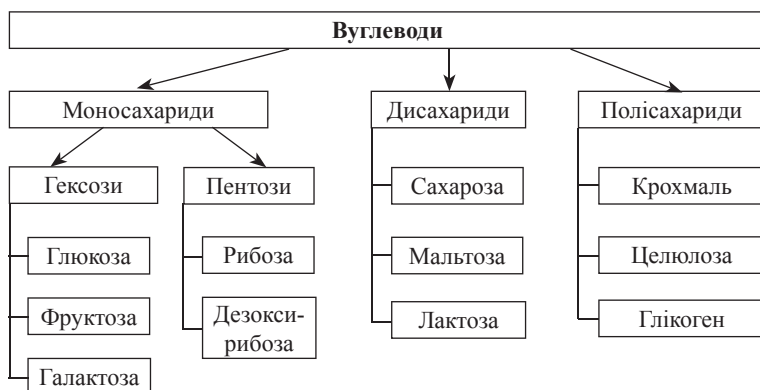 Вуглеводи
Моносахариди
Дисахариди
Полісахариди
Гексози
Пентози
Сахароза
Крохмаль
Глюкоза
Рибоза
Мальтоза
Целюлоза
Фруктоза
Дезокси-
рибоза
Лактоза
Глікоген
Галактоза